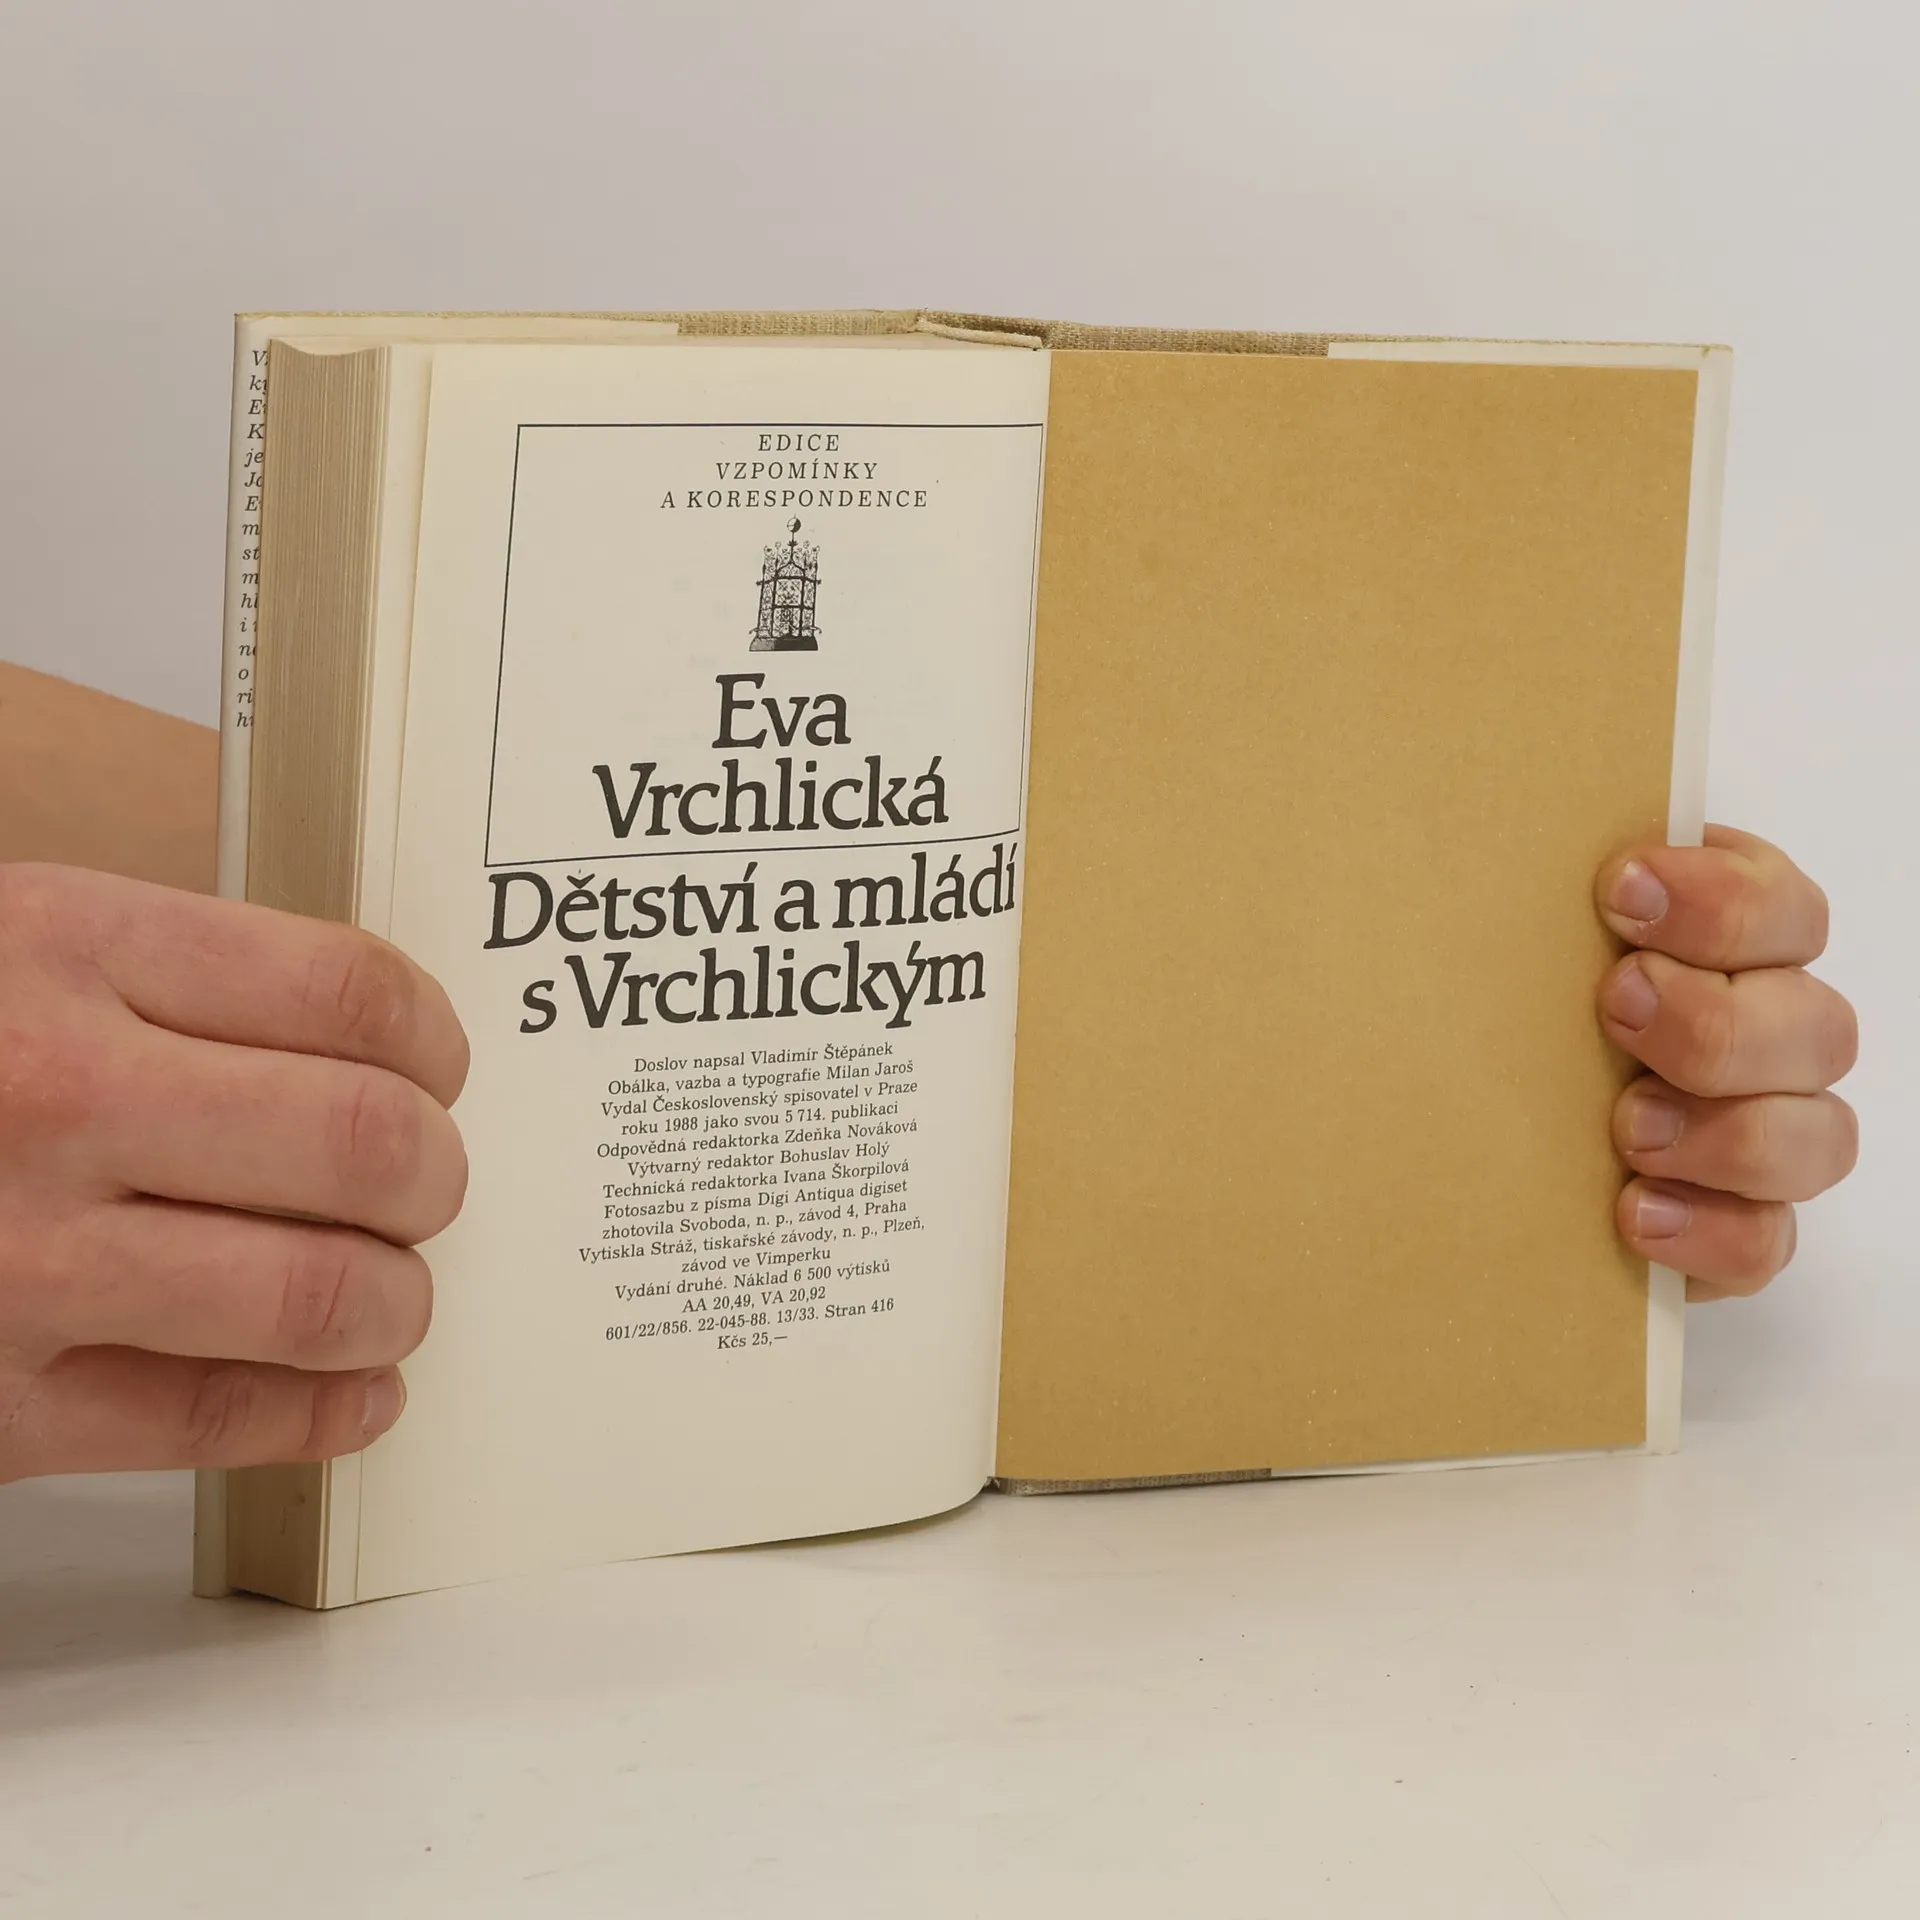 EDICE
VZPOMÍNKY
A KORESPONDENCE
Eva
Vrchlická
Dětství a mládí
s Vrchlickým
Doslov napsal Vladimír Štěpánek
Obálka, vazba a typografie Milan Jaroš
Vydal Československý spisovatel v Praze
roku 1988 jako svou 5 714. publikaci
Odpovědná redaktorka Zdeňka Nováková
Výtvarný redaktor Bohuslav Holý
Technická redaktorka Ivana Škorpilová
Fotosazbu z písma Digi Antiqua digiset
zhotovila Svoboda, n. p., závod 4, Praha
Vytiskla Stráž, tiskařské závody, n. p., Plzeň,
závod ve Vimperku
Vydání druhé. Náklad 6 500 výtisků
AA 20,49, VA 20,92
601/22/856. 22-045-88. 13/33. Stran 416
Kčs 25,—